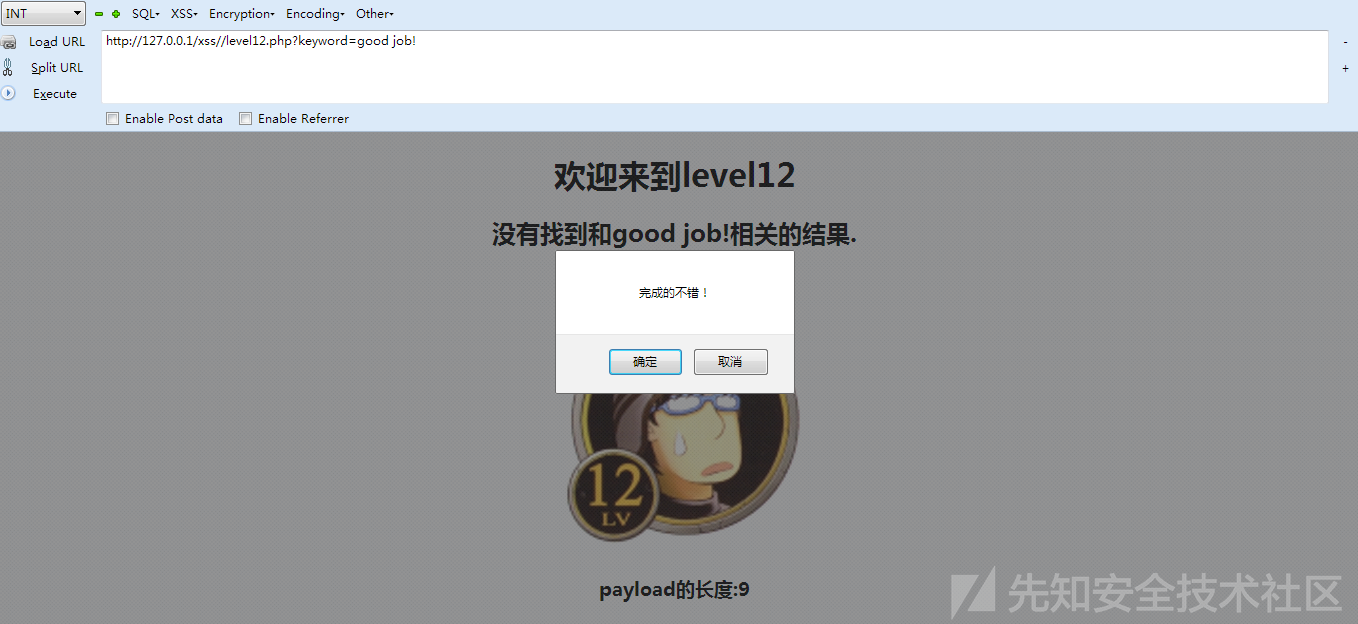 INT SQL▾ XSS▾ Encryption▾ Encoding▾ Other▾
Load URL http://127.0.0.1/xss//level12.php?keyword=good job! -
Split URL +
Execute
Enable Post data Enable Referrer
欢迎来到level12
没有找到和good job!相关的结果.
完成的不错！
确定 取消
12
LV
payload的长度:9
先知安全技术社区